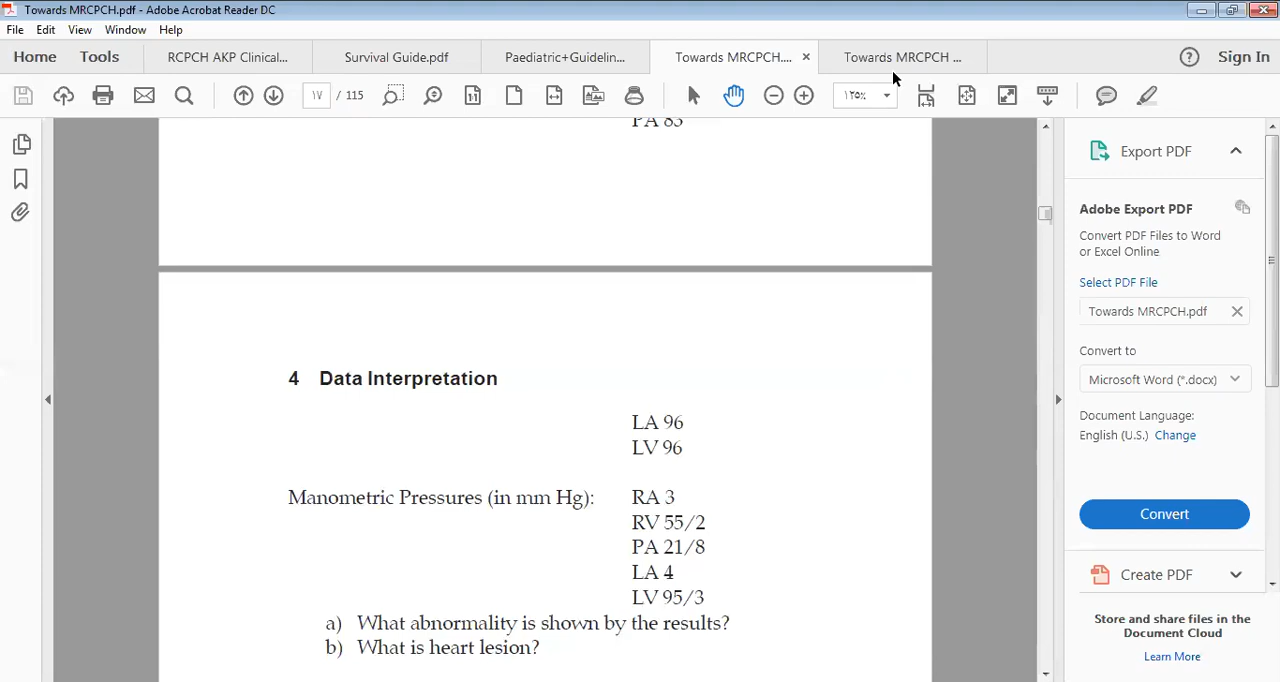 Towards MRCPCH.pdf - Adobe Acrobat Reader DC
File Edit View Window Help
Home Tools RCPCH AKP Clinical... Survival Guide.pdf Paediatric+Guidelin... Towards MRCPCH.... × Towards MRCPCH ... Sign In
١٧ / 115 ١٢٥%
PA 83
4 Data Interpretation
LA 96
LV 96
Manometric Pressures (in mm Hg): RA 3
RV 55/2
PA 21/8
LA 4
LV 95/3
a) What abnormality is shown by the results?
b) What is heart lesion?
Export PDF
Adobe Export PDF
Convert PDF Files to Word
or Excel Online
Select PDF File
Towards MRCPCH.pdf
Convert to
Microsoft Word (*.docx)
Document Language:
English (U.S.) Change
Convert
Create PDF
Store and share files in the
Document Cloud
Learn More